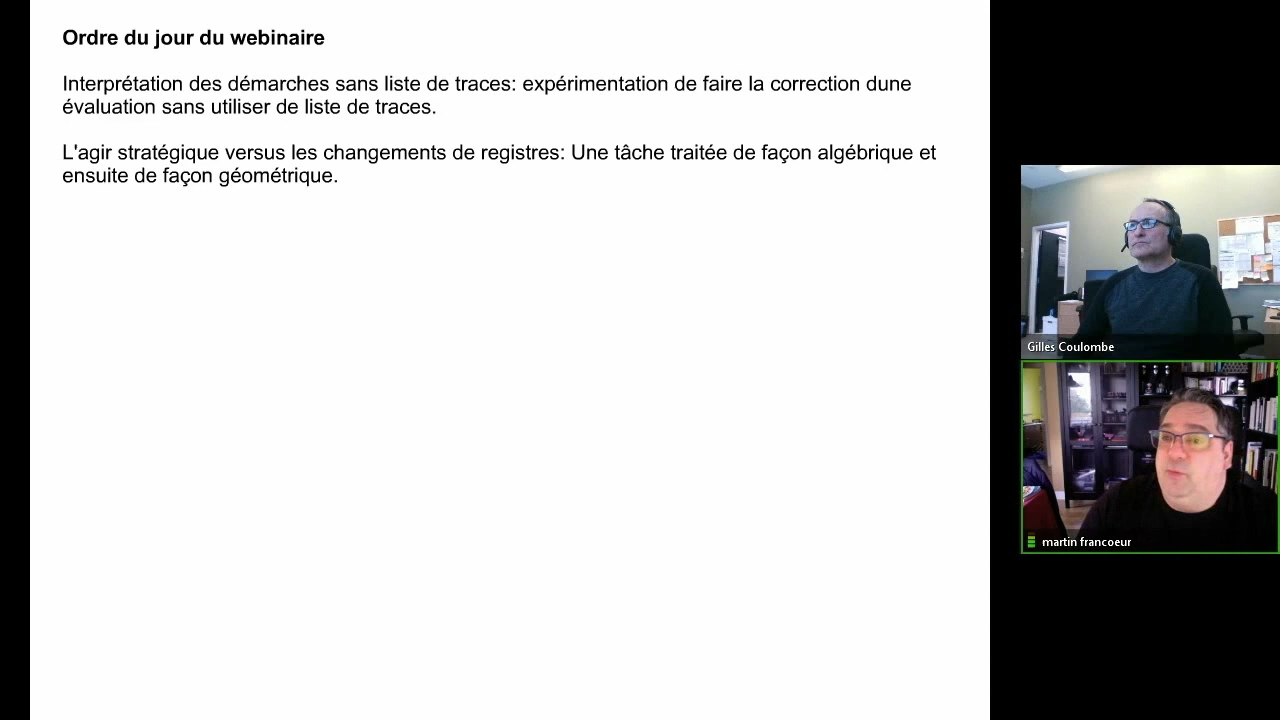 Ordre du jour du webinaire
Interprétation des démarches sans liste de traces: expérimentation de faire la correction dune
évaluation sans utiliser de liste de traces.
L'agir stratégique versus les changements de registres: Une tâche traitée de façon algébrique et
ensuite de façon géométrique.
Gilles Coulombe
martin francoeur